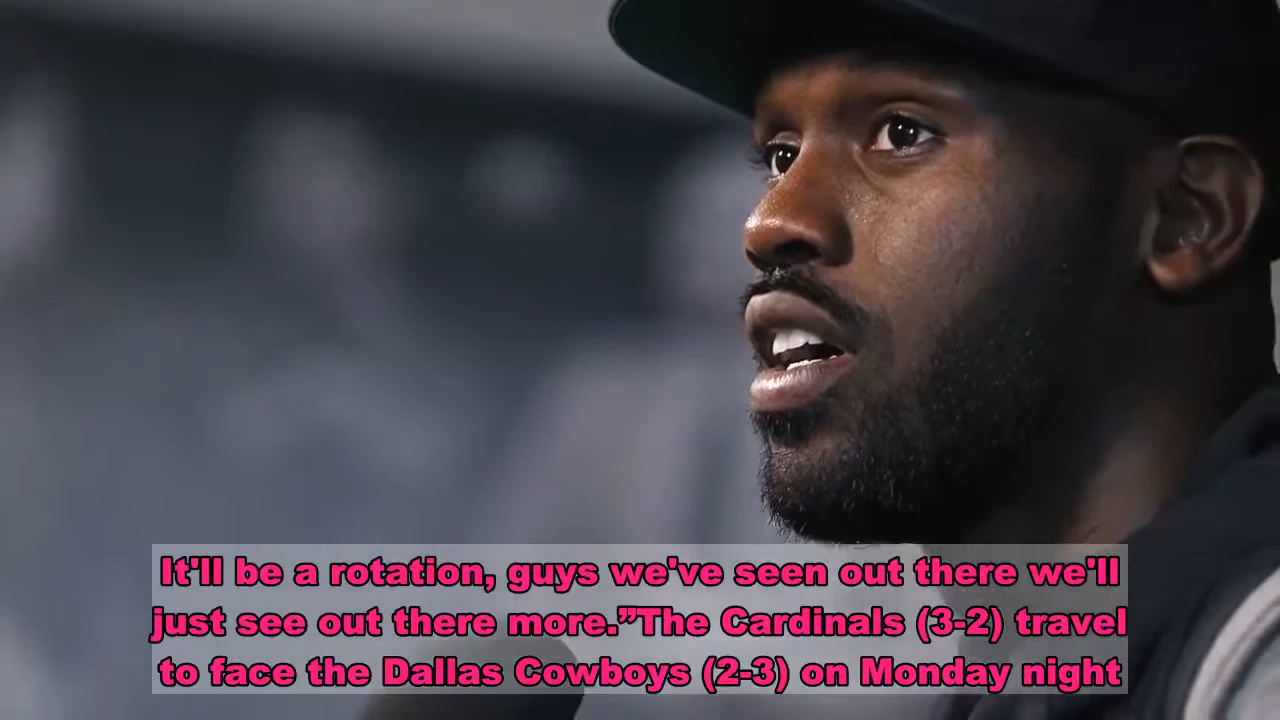 It'll be a rotation, guys we've seen out there we'll
just see out there more.”The Cardinals (3-2) travel
to face the Dallas Cowboys (2-3) on Monday night